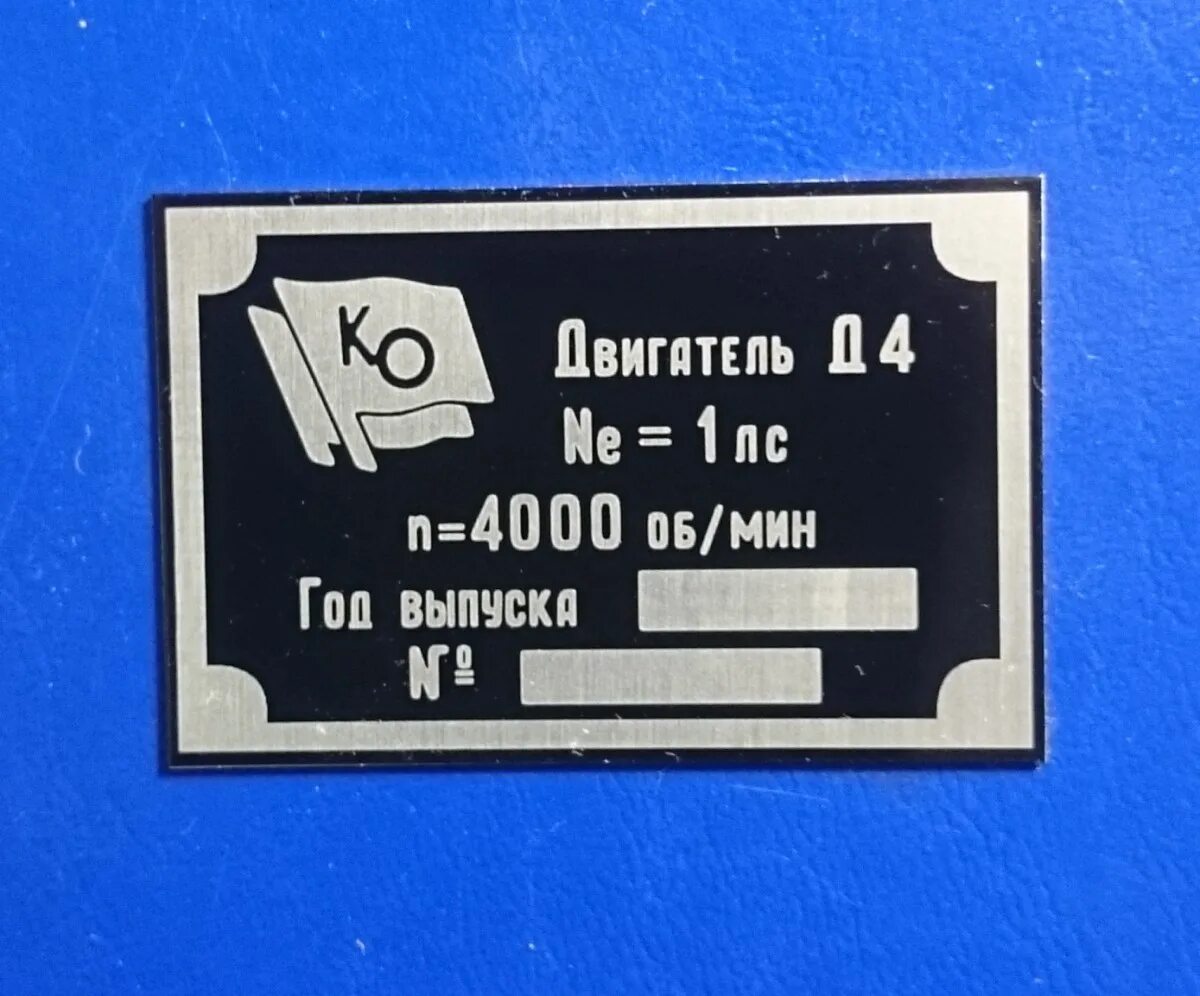 КО
Двигатель Д4
Ne = 1 лс
n=4000 об/мин
Год выпуска
№